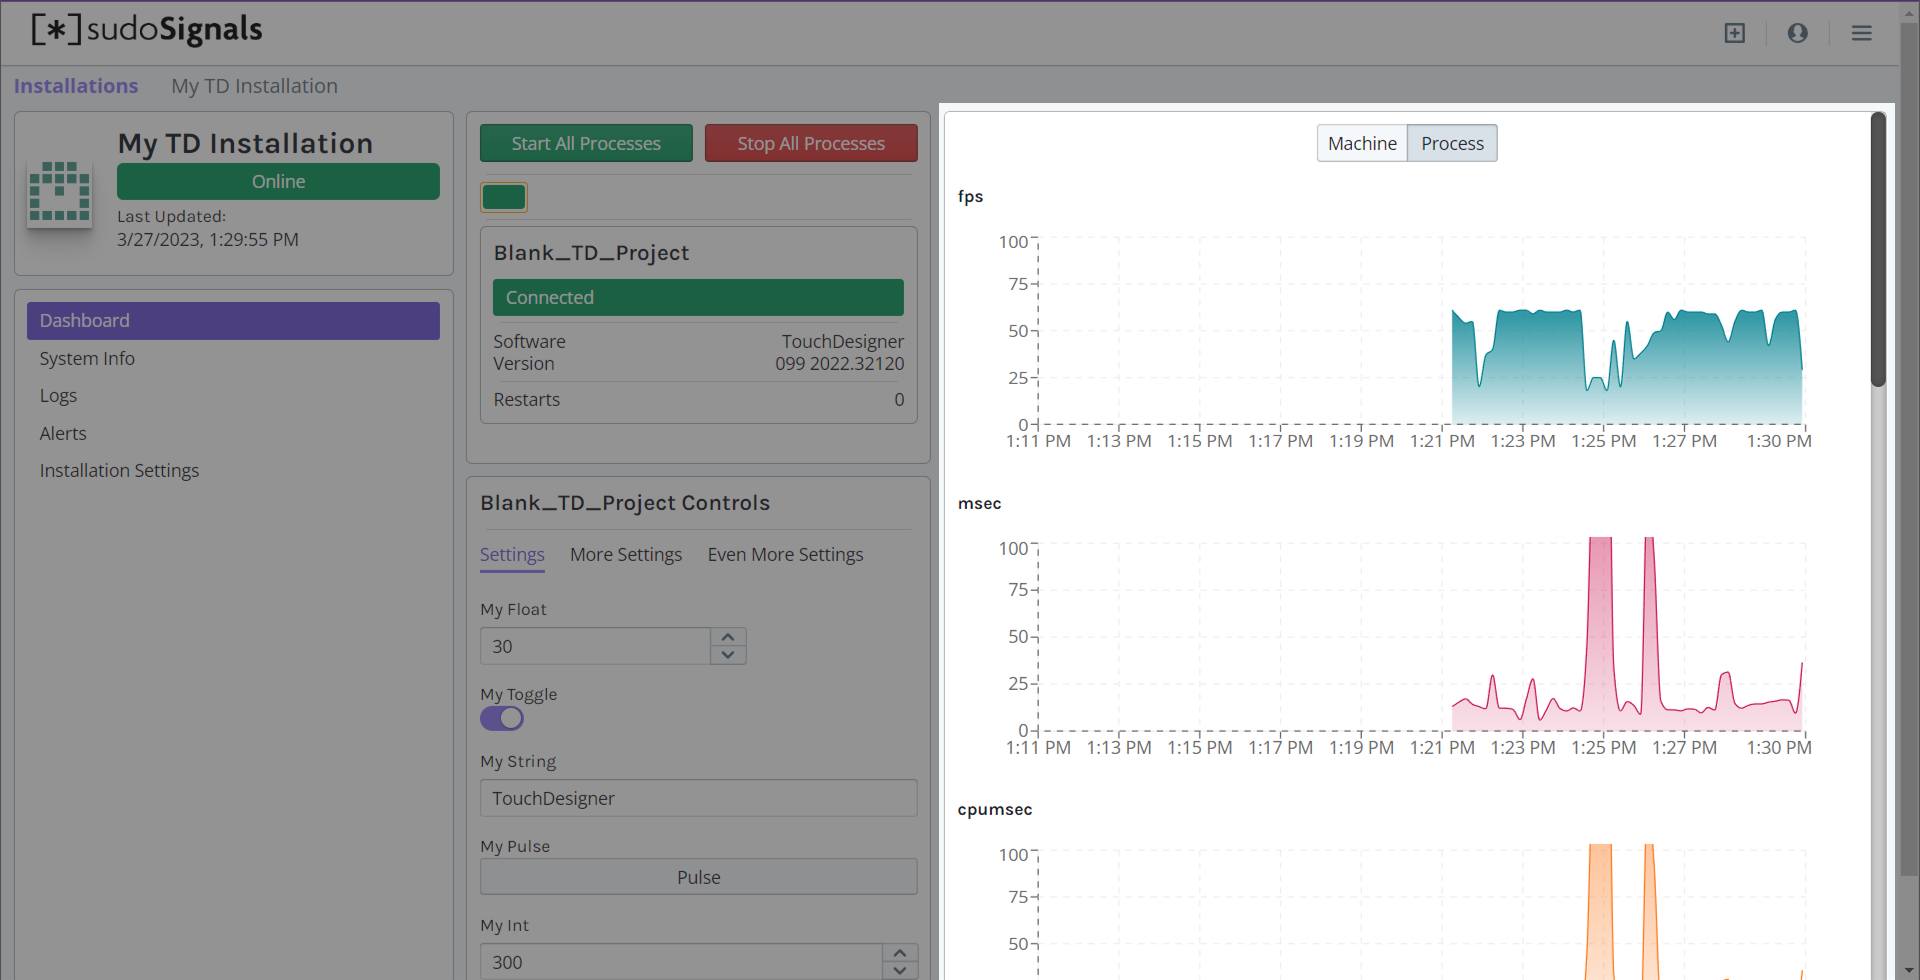 [*]sudoSignals
Installations My TD Installation
My TD Installation
Online
Last Updated:
3/27/2023, 1:29:55 PM
Dashboard
System Info
Logs
Alerts
Installation Settings
Start All Processes Stop All Processes
Blank_TD_Project
Connected
Software TouchDesigner
Version 099 2022.32120
Restarts 0
Blank_TD_Project Controls
Settings More Settings Even More Settings
My Float
30
My Toggle
My String
TouchDesigner
My Pulse
Pulse
My Int
300
Machine Process
fps
100
75
50
25
0
1:11 PM 1:13 PM 1:15 PM 1:17 PM 1:19 PM 1:21 PM 1:23 PM 1:25 PM 1:27 PM 1:30 PM
msec
100
75
50
25
0
1:11 PM 1:13 PM 1:15 PM 1:17 PM 1:19 PM 1:21 PM 1:23 PM 1:25 PM 1:27 PM 1:30 PM
cpumsec
100
75
50